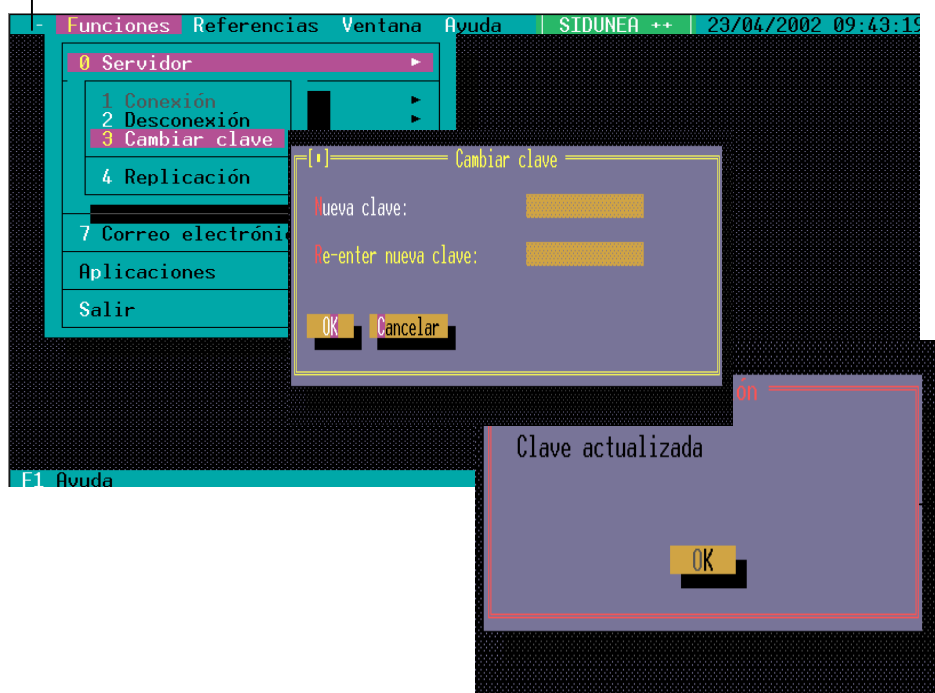 - Funciones Referencias Ventana Ayuda | SIDUNEA ++ | 23/04/2002 09:43:19
0 Servidor ►
1 Conexión ►
2 Desconexión ►
3 Cambiar clave
4 Replicación
7 Correo electróni
Aplicaciones
Salir
Cambiar clave
Nueva clave:
Re-enter nueva clave:
OK Cancelar
ón
Clave actualizada
OK
F1 Ayuda